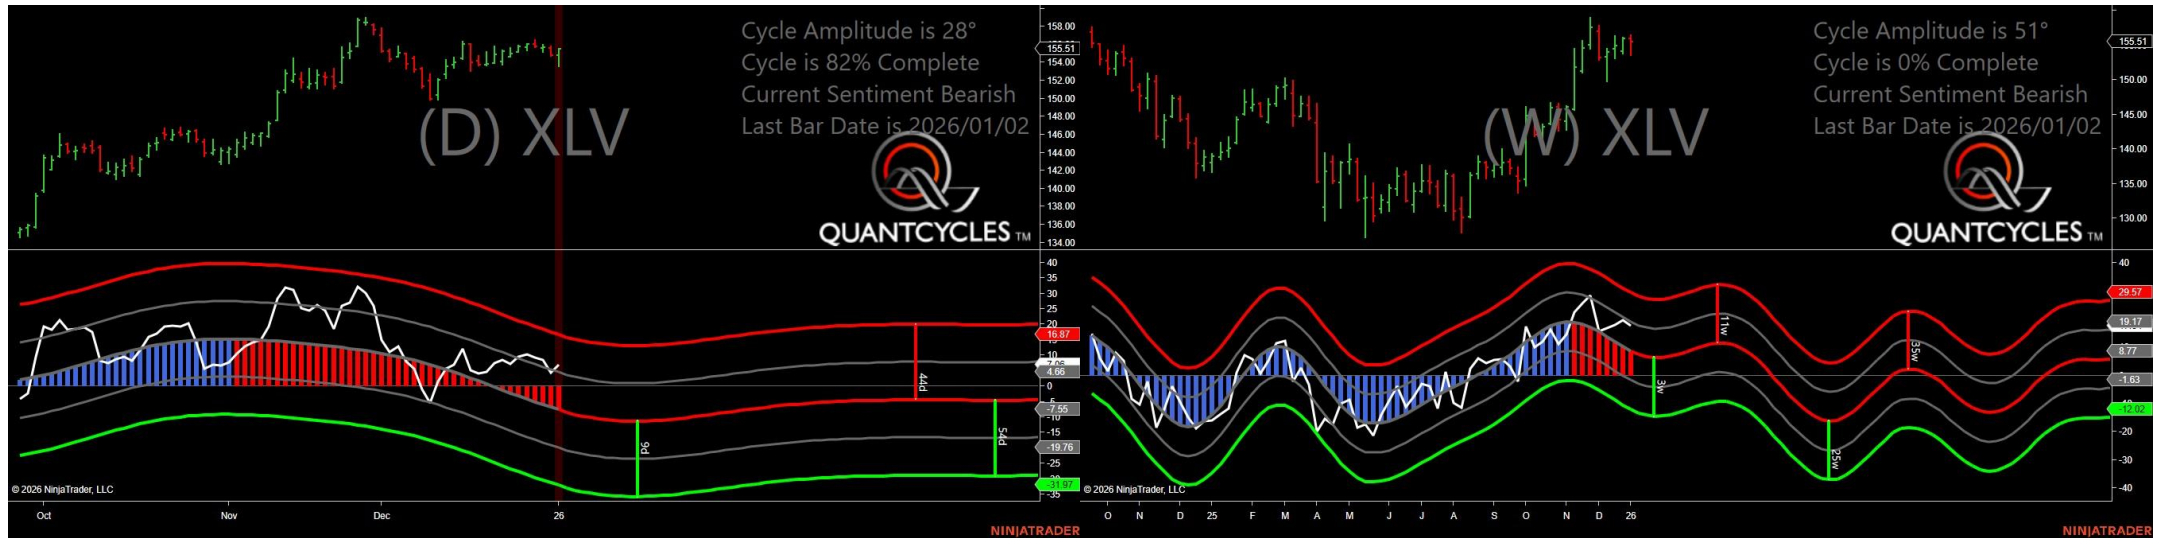 Cycle Amplitude is 28°
Cycle is 82% Complete
Current Sentiment Bearish
Last Bar Date is 2026/01/02
(D) XLV
QUANTCYCLES TM
158.00
155.51
154.00
152.00
150.00
148.00
146.00
144.00
142.00
140.00
138.00
136.00
134.00
40
35
30
25
20
16.87
10
4.66
0
-7.55
-10
-15
-19.76
-25
-31.97
-35
9d
44d
54d
© 2026 NinjaTrader, LLC
Oct
Nov
Dec
26
NINJATRADER
Cycle Amplitude is 51°
Cycle is 0% Complete
Current Sentiment Bearish
Last Bar Date is 2026/01/02
(W) XLV
QUANTCYCLES TM
155.51
150.00
145.00
140.00
135.00
130.00
40
29.57
19.17
8.77
-1.63
-12.02
-20
-30
-40
3w
11w
25w
35w
© 2026 NinjaTrader, LLC
O N D 25 F M A M J J A S O N D 26
NINJATRADER